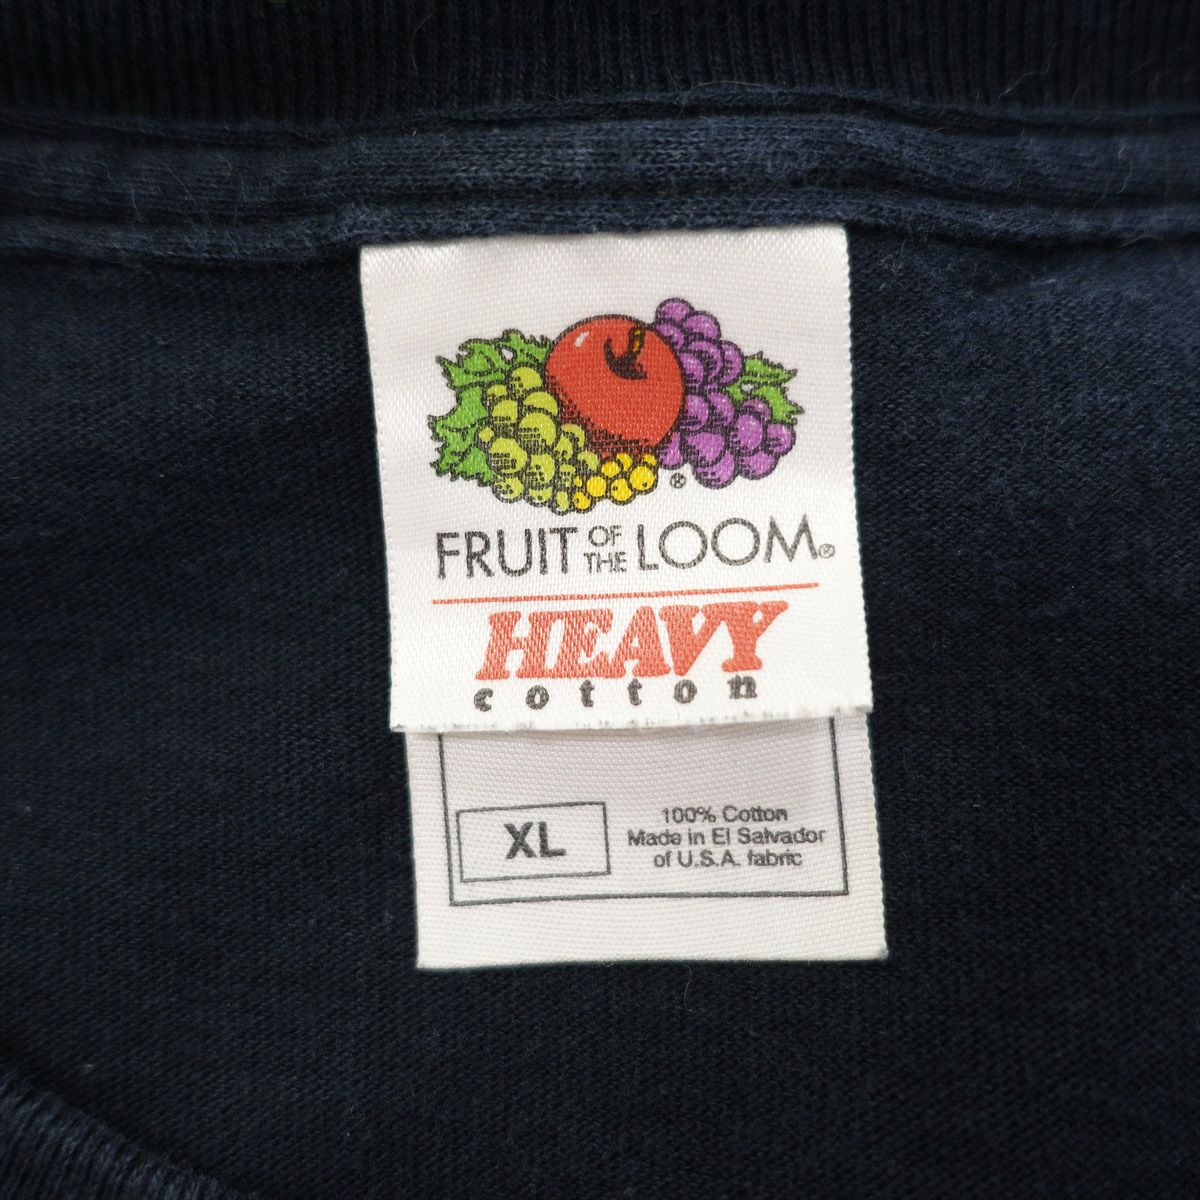 ®
FRUIT OF THE LOOM®
HEAVY
cotton
XL
100% Cotton
Made in El Salvador
of U.S.A. fabric